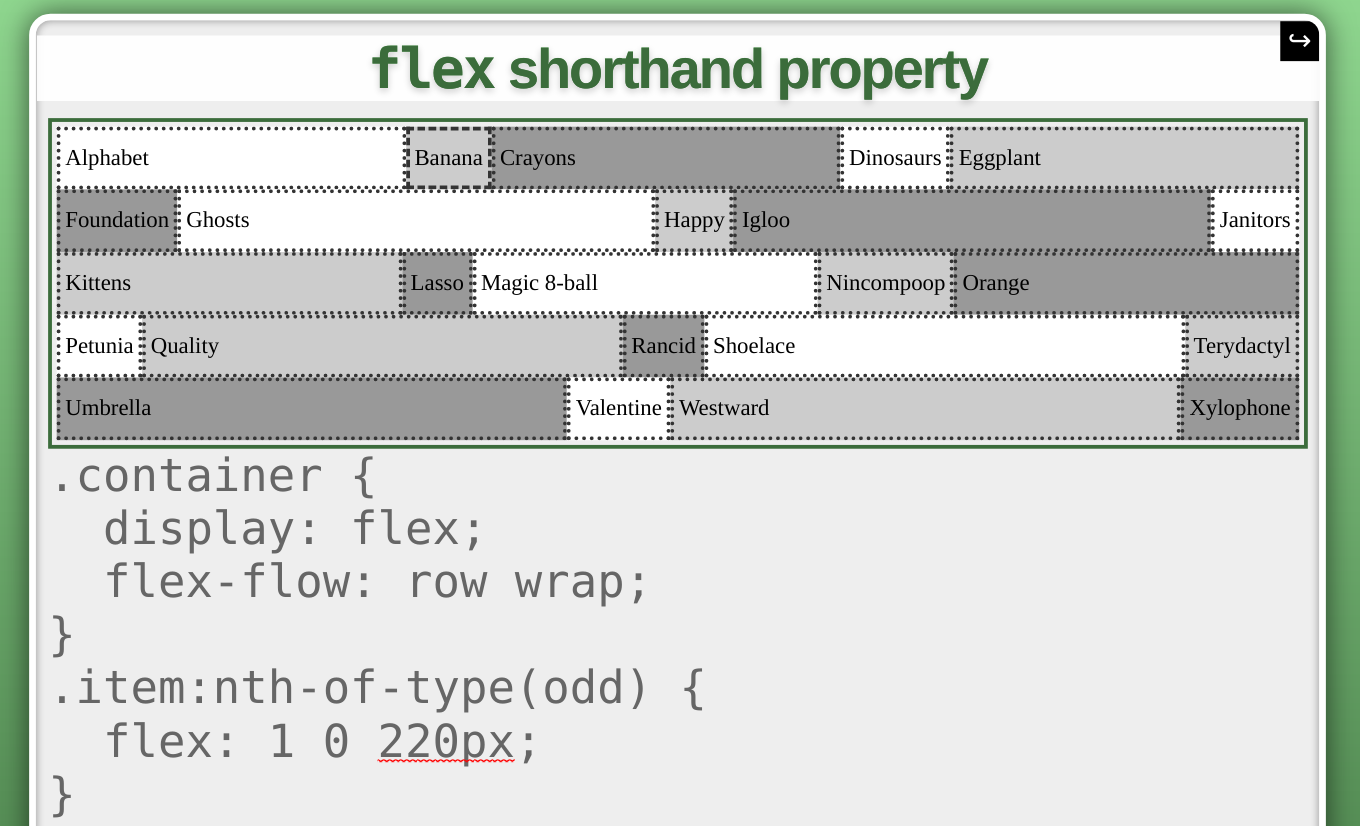 flex shorthand property
↪
Alphabet Banana Crayons Dinosaurs Eggplant
Foundation Ghosts Happy Igloo Janitors
Kittens Lasso Magic 8-ball Nincompoop Orange
Petunia Quality Rancid Shoelace Terydactyl
Umbrella Valentine Westward Xylophone
.container {
  display: flex;
  flex-flow: row wrap;
}
.item:nth-of-type(odd) {
  flex: 1 0 220px;
}